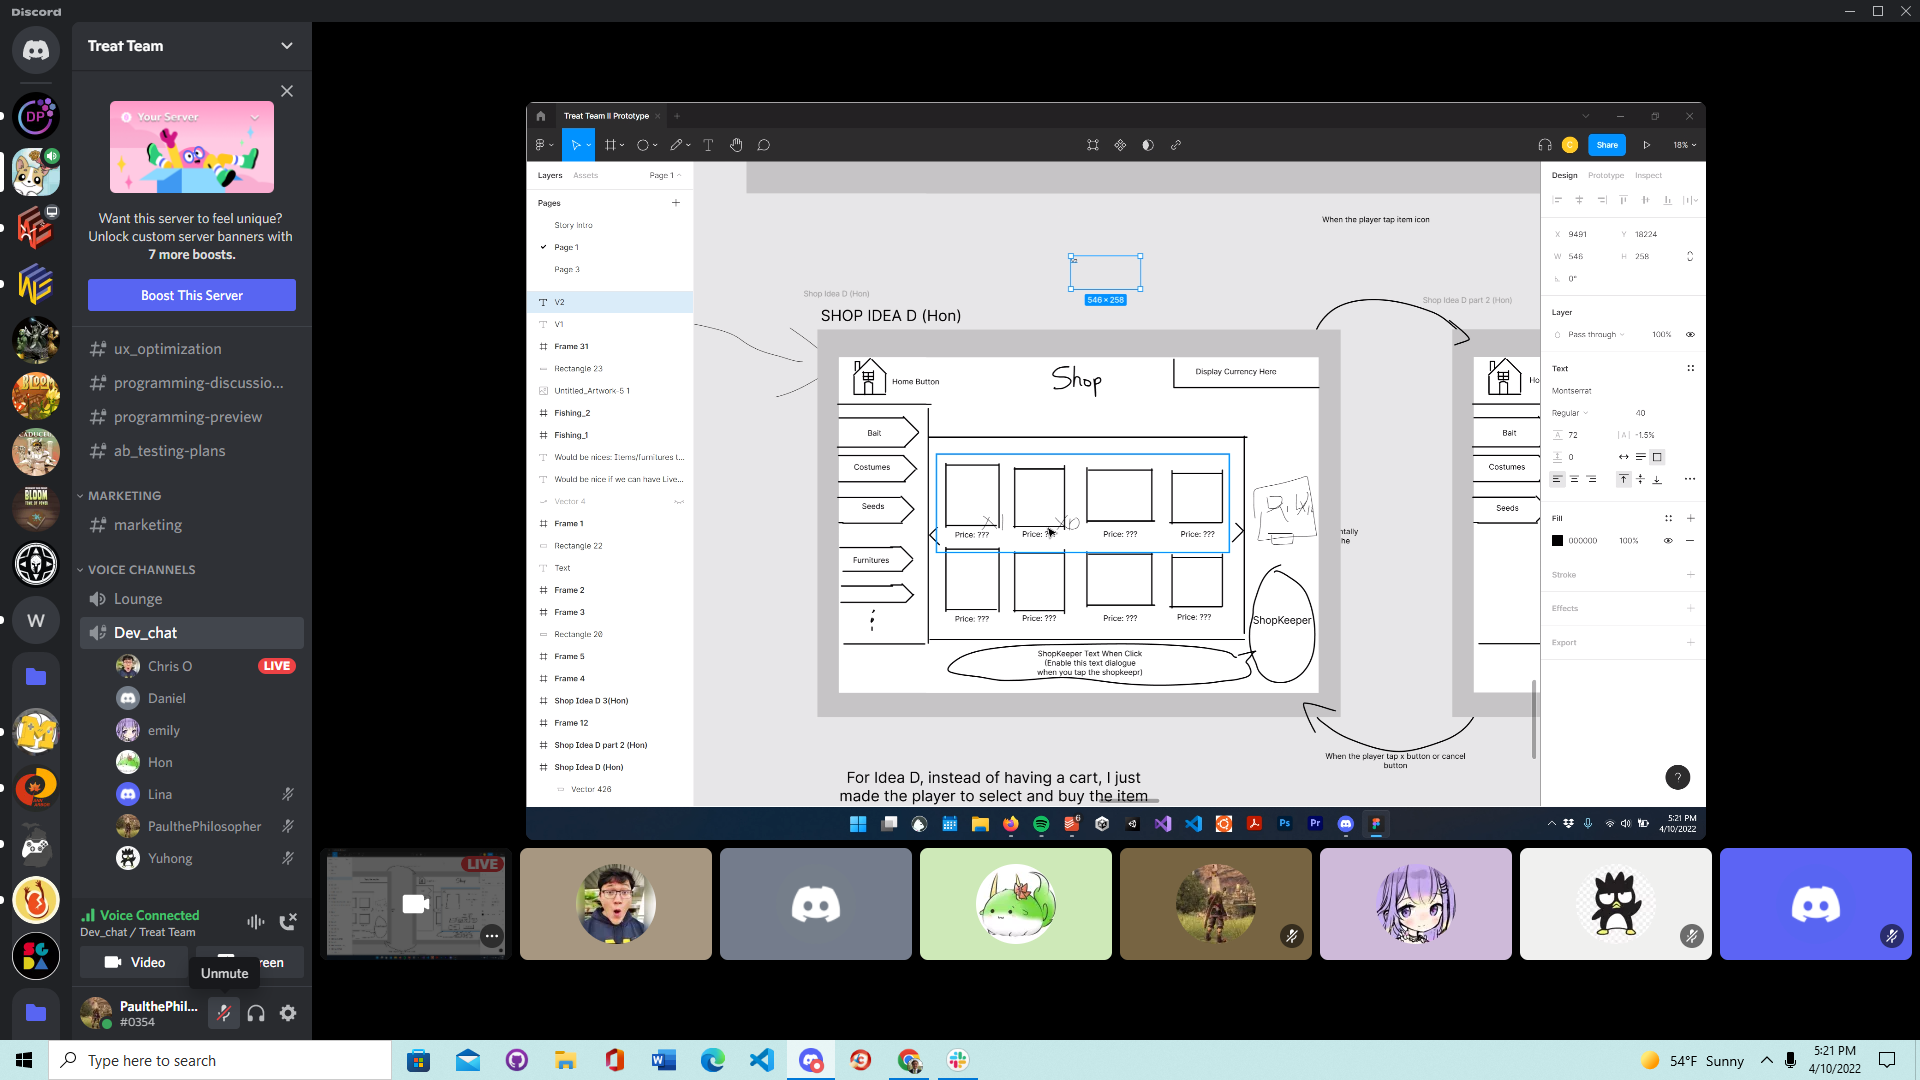 Discord
Treat Team
Your Server
Want this server to feel unique?
Unlock custom server banners with
7 more boosts.
Boost This Server
ux_optimization
programming-discussio...
programming-preview
ab_testing-plans
MARKETING
marketing
VOICE CHANNELS
Lounge
Dev_chat
Chris O
LIVE
Daniel
emily
Hon
Lina
PaulthePhilosopher
Yuhong
Voice Connected
Dev_chat / Treat Team
Video
reen
Unmute
PaulthePhil...
#0354
DP
W
BLOOM
Treat Team II Prototype
Share
18%
Layers
Assets
Page 1
Pages
Story Intro
Page 1
Page 3
V2
V1
Frame 31
Rectangle 23
Untitled_Artwork-5 1
Fishing_2
Fishing_1
Would be nices: Items/furnitures t...
Would be nice if we can have Live...
Vector 4
Frame 1
Rectangle 22
Text
Frame 2
Frame 3
Rectangle 20
Frame 5
Frame 4
Shop Idea D 3(Hon)
Frame 12
Shop Idea D part 2 (Hon)
Shop Idea D (Hon)
Vector 426
When the player tap item icon
546 × 258
Shop Idea D (Hon)
SHOP IDEA D (Hon)
Shop Idea D part 2 (Hon)
Home Button
Shop
Display Currency Here
Bait
Costumes
Seeds
Furnitures
Price: ???
Price: ???
Price: ???
Price: ???
Price: ???
Price: ???
Price: ???
ShopKeeper
ShopKeeper Text When Click
(Enable this text dialogue
when you tap the shopkeepr)
ntally
he
Ho
Bait
Costumes
Seeds
When the player tap x button or cancel
button
For Idea D, instead of having a cart, I just
made the player to select and buy the item
Design
Prototype
Inspect
X 9491
Y 18224
W 546
H 258
0°
Layer
Pass through
100%
Text
Montserrat
Regular
40
72
-1.5%
0
Fill
000000
100%
Stroke
Effects
Export
?
5:21 PM
4/10/2022
LIVE
Type here to search
54°F Sunny
5:21 PM
4/10/2022